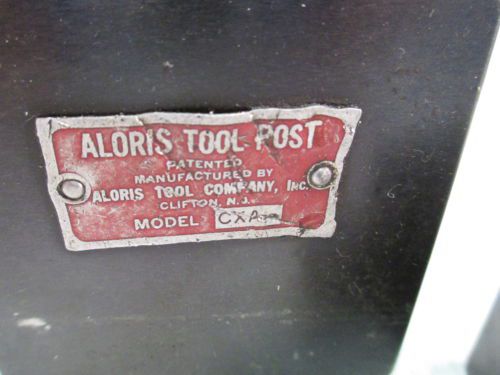 ALORIS TOOL POST
PATENTED
MANUFACTURED BY
ALORIS TOOL COMPANY, INC.
CLIFTON, N.J.
MODEL CXA